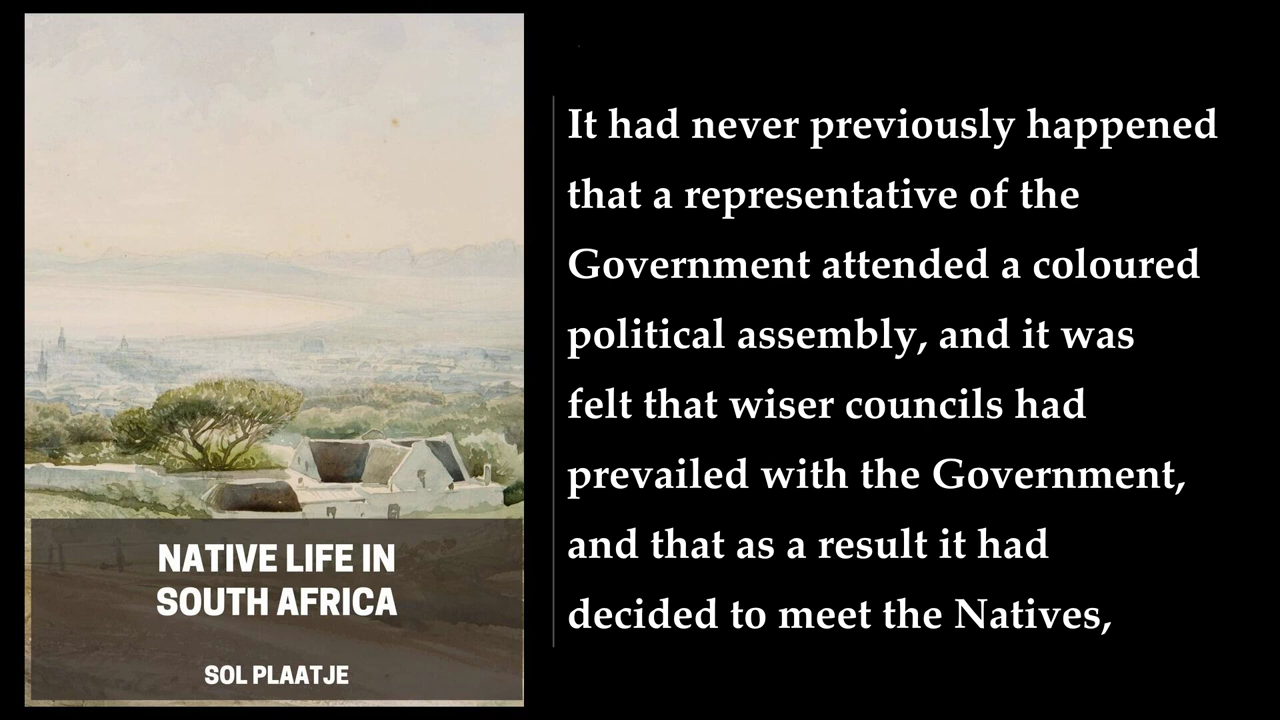 NATIVE LIFE IN
SOUTH AFRICA
SOL PLAATJE
It had never previously happened
that a representative of the
Government attended a coloured
political assembly, and it was
felt that wiser councils had
prevailed with the Government,
and that as a result it had
decided to meet the Natives,